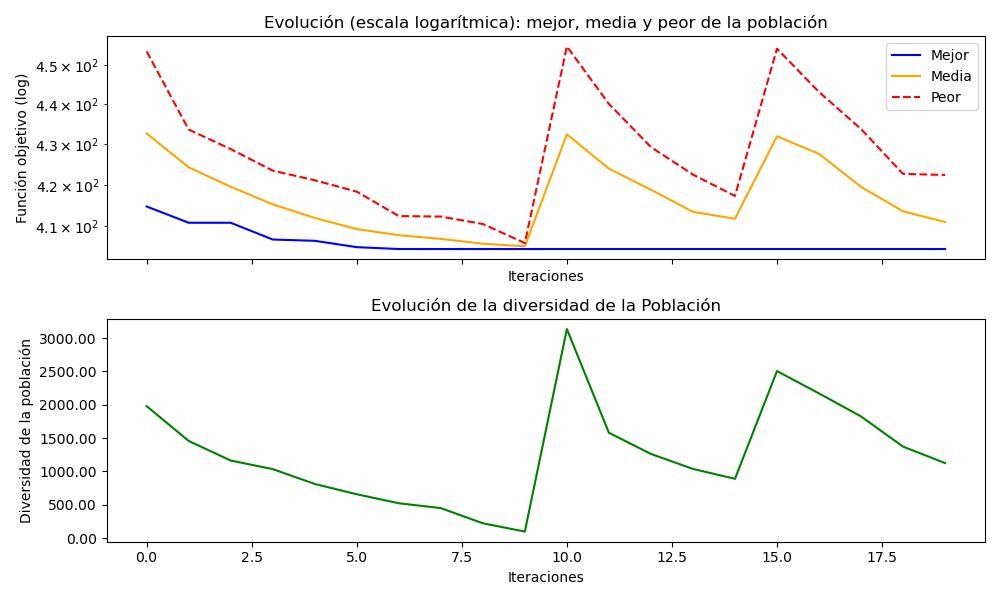 Evolución (escala logarítmica): mejor, media y peor de la población
Función objetivo (log)
4.5 × 10²
4.4 × 10²
4.3 × 10²
4.2 × 10²
4.1 × 10²
Mejor
Media
Peor
Iteraciones
Evolución de la diversidad de la Población
Diversidad de la población
3000.00
2500.00
2000.00
1500.00
1000.00
500.00
0.00
0.0 2.5 5.0 7.5 10.0 12.5 15.0 17.5
Iteraciones